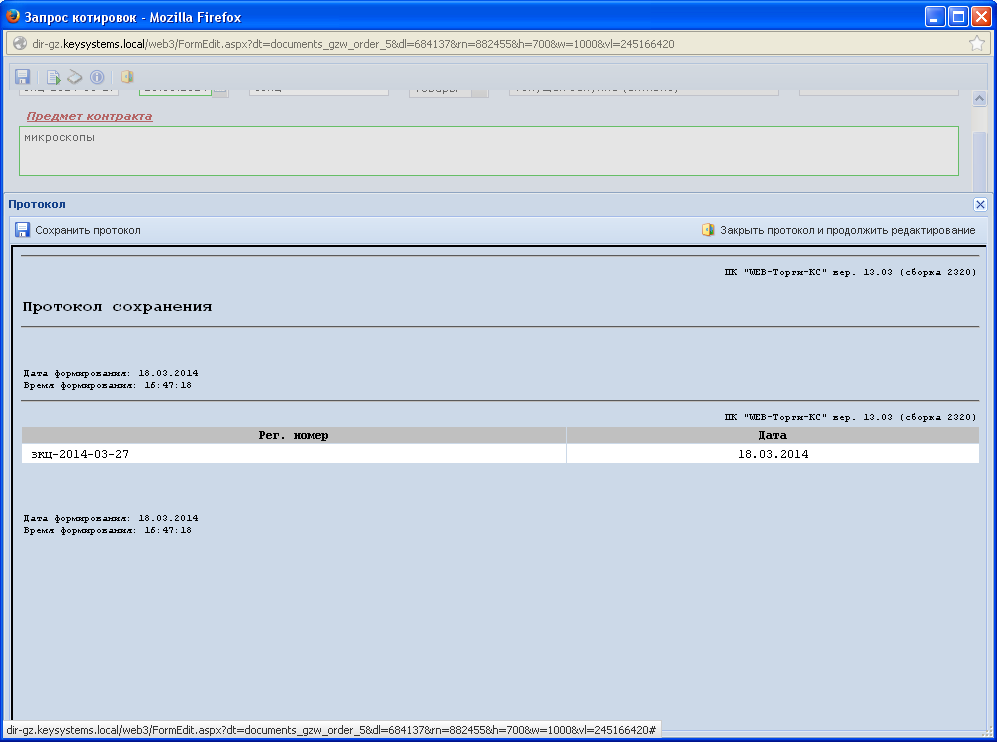 Запрос котировок - Mozilla Firefox
dir-gz.keysystems.local/web3/FormEdit.aspx?dt=documents_gzw_order_5&dl=684137&rn=882455&h=700&w=1000&vl=245166420
Предмет контракта
микроскопы
Протокол
Сохранить протокол
Закрыть протокол и продолжить редактирование
ПК "WEB-Торги-КС" вер. 13.03 (сборка 2320)
Протокол сохранения
Дата формирования: 18.03.2014
Время формирования: 16:47:18
ПК "WEB-Торги-КС" вер. 13.03 (сборка 2320)
Рег. номер Дата
зкц-2014-03-27 18.03.2014
Дата формирования: 18.03.2014
Время формирования: 16:47:18
dir-gz.keysystems.local/web3/FormEdit.aspx?dt=documents_gzw_order_5&dl=684137&rn=882455&h=700&w=1000&vl=245166420#